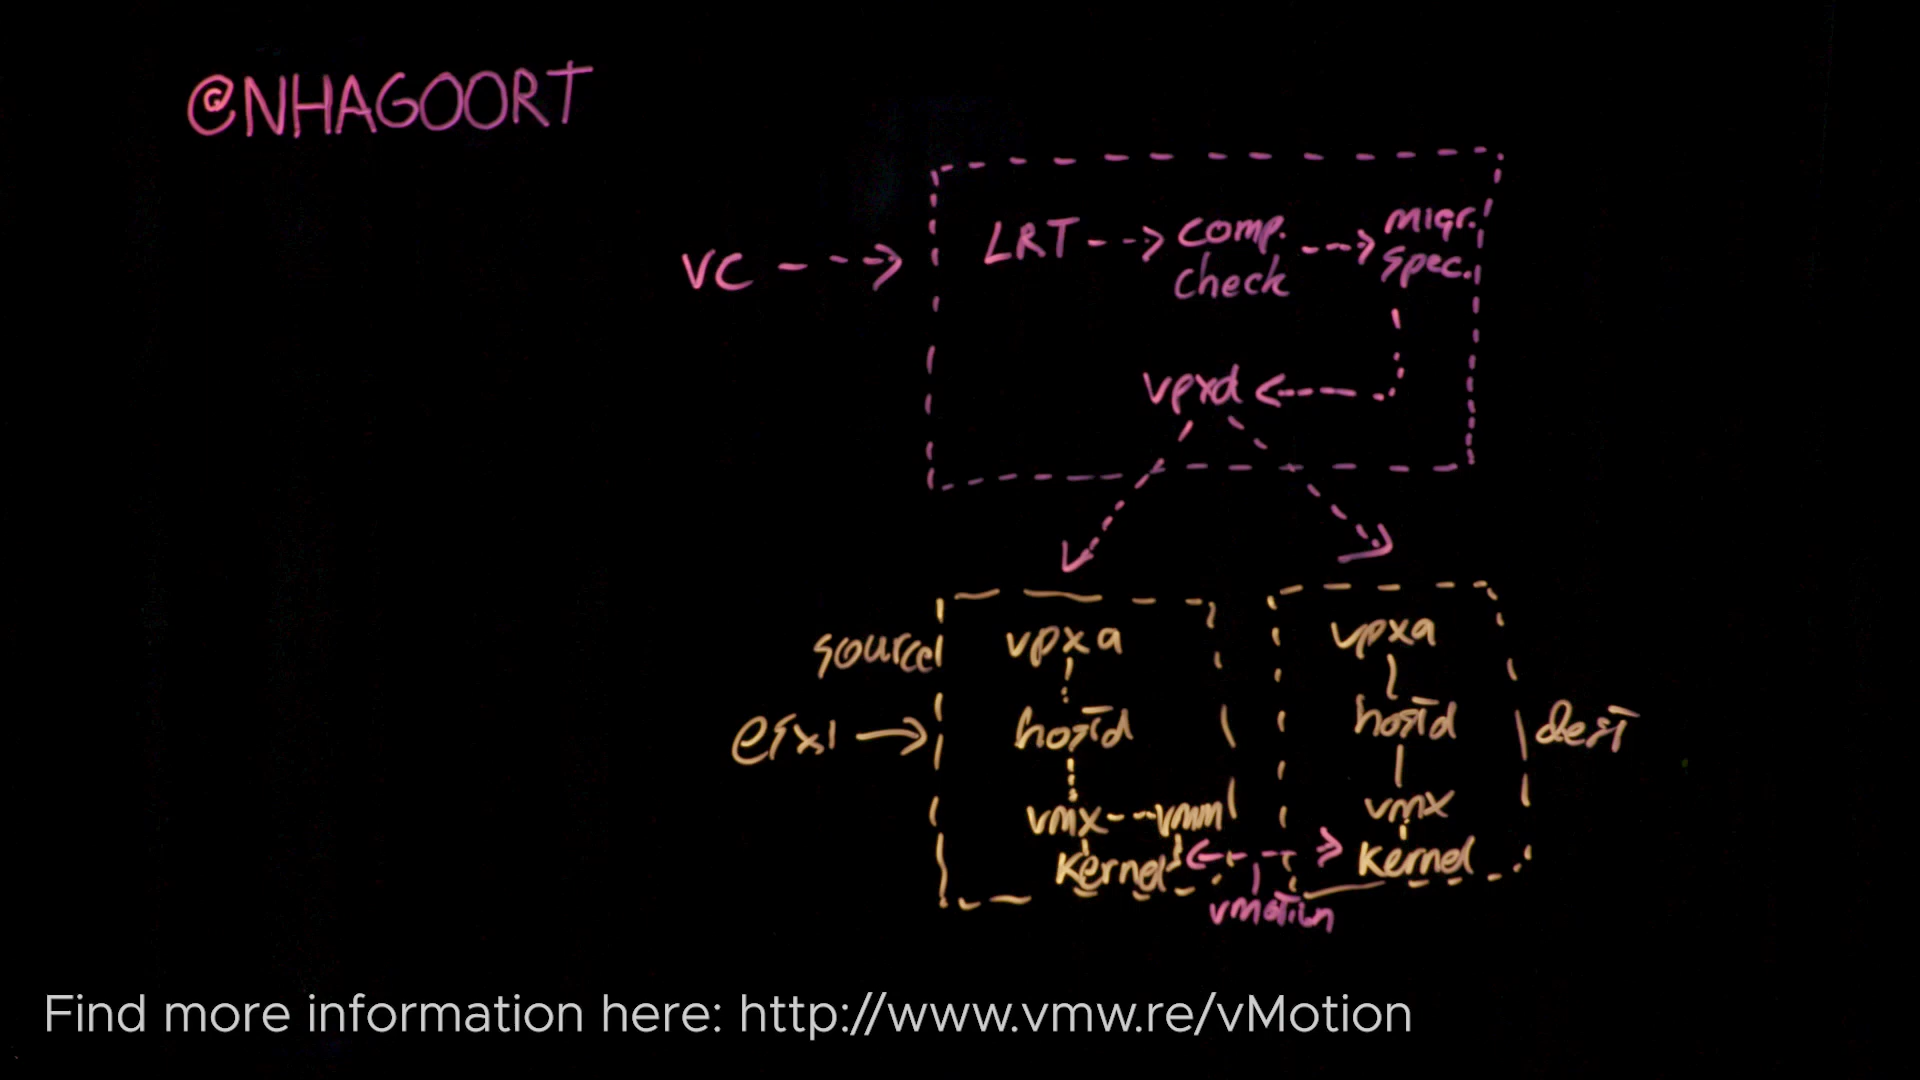 @NHAGOORT
VC
LRT
comp.
check
migr.
spec.
vpxd
source
esxi
vpxa
hostd
vmx
vmm
kernel
vpxa
hostd
vmx
kernel
dest
vmotion
Find more information here: http://www.vmw.re/vMotion